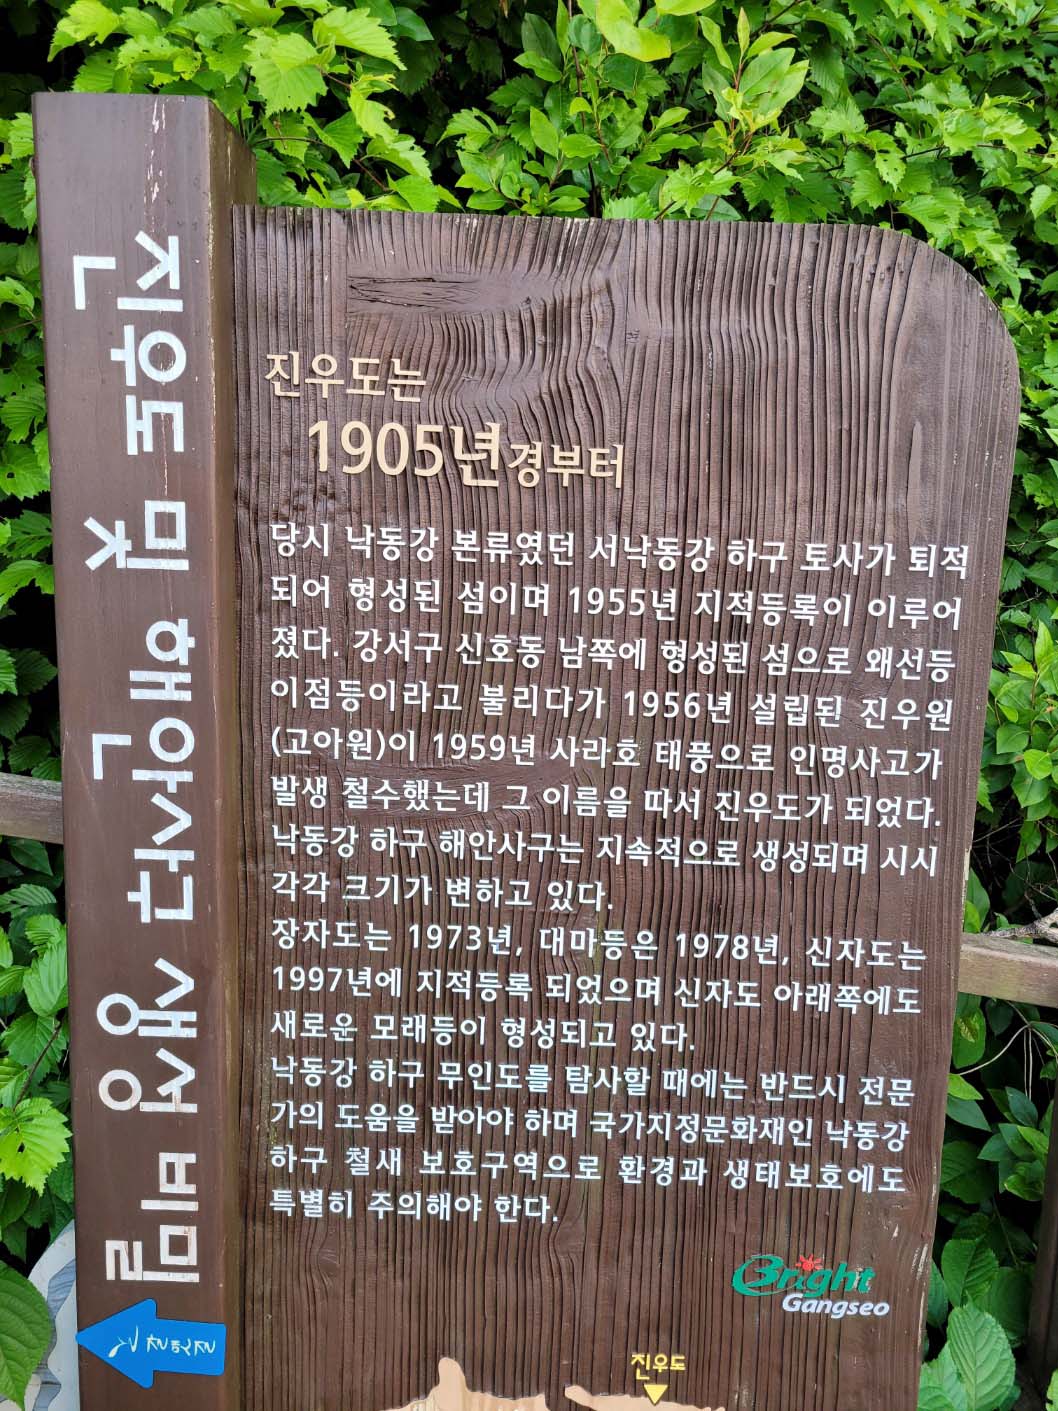 진우도 및 해안사구 생성 비밀
진우도는
1905년경부터
당시 낙동강 본류였던 서낙동강 하구 토사가 퇴적
되어 형성된 섬이며 1955년 지적등록이 이루어
졌다. 강서구 신호동 남쪽에 형성된 섬으로 왜선등
이점등이라고 불리다가 1956년 설립된 진우원
(고아원)이 1959년 사라호 태풍으로 인명사고가
발생 철수했는데 그 이름을 따서 진우도가 되었다.
낙동강 하구 해안사구는 지속적으로 생성되며 시시
각각 크기가 변하고 있다.
장자도는 1973년, 대마등은 1978년, 신자도는
1997년에 지적등록 되었으며 신자도 아래쪽에도
새로운 모래등이 형성되고 있다.
낙동강 하구 무인도를 탐사할 때에는 반드시 전문
가의 도움을 받아야 하며 국가지정문화재인 낙동강
하구 철새 보호구역으로 환경과 생태보호에도
특별히 주의해야 한다.
Bright
Gangseo
진우도